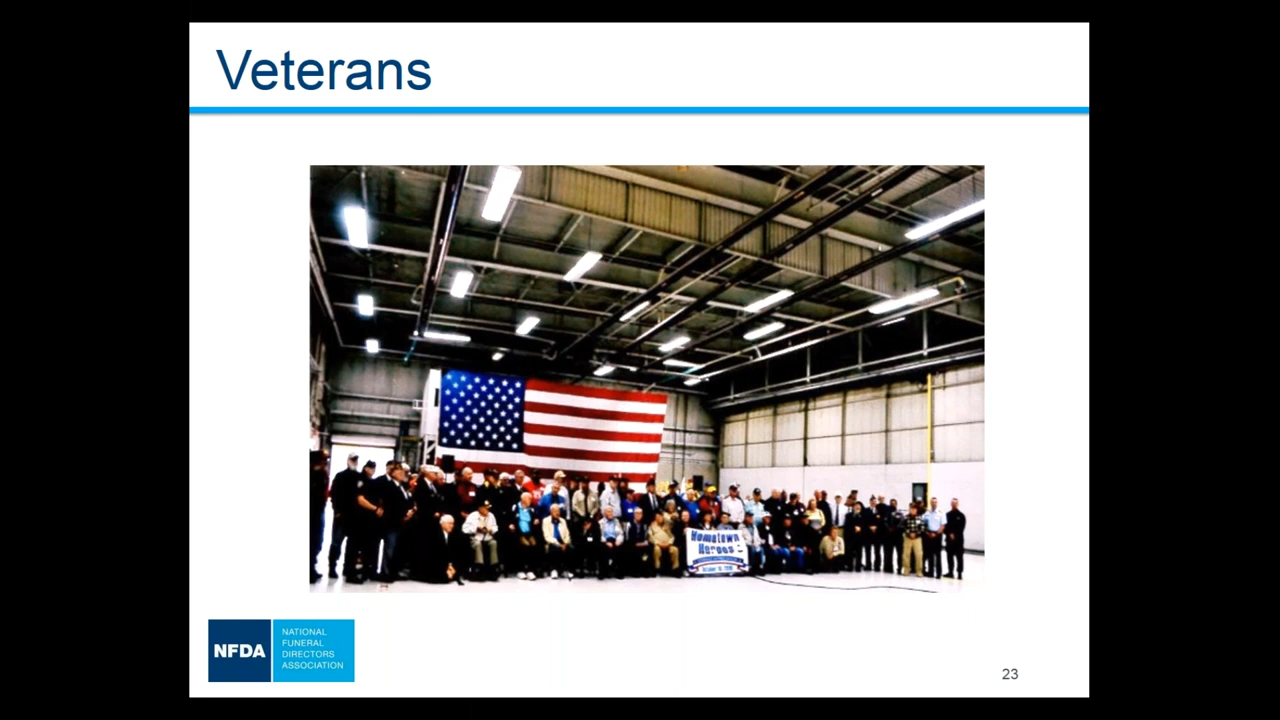 Veterans
Hometown
Heroes
NFDA
NATIONAL
FUNERAL
DIRECTORS
ASSOCIATION
23